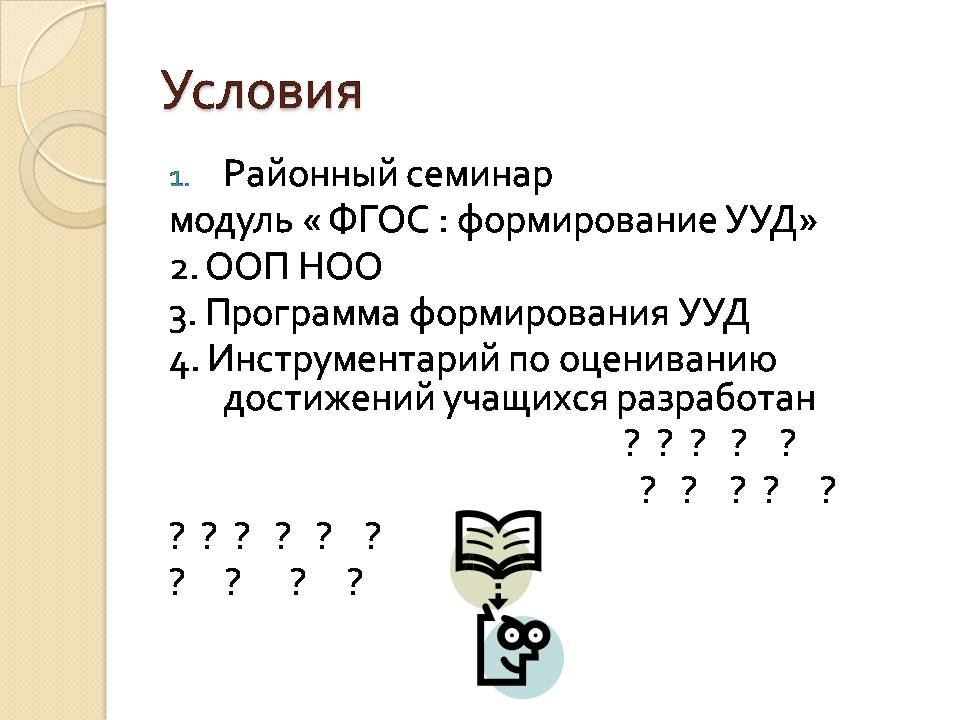 Условия
1. Районный семинар
модуль « ФГОС : формирование УУД»
2. ООП НОО
3. Программа формирования УУД
4. Инструментарий по оцениванию
достижений учащихся разработан
? ? ? ? ?
? ? ? ? ?
? ? ? ? ? ?
? ? ? ?